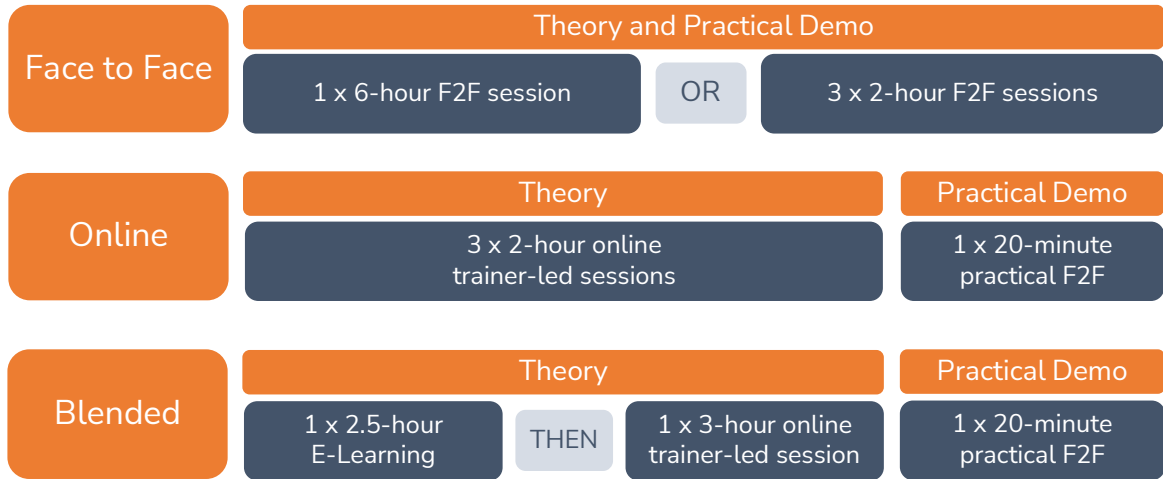 Face to Face
Theory and Practical Demo
1 x 6-hour F2F session
OR
3 x 2-hour F2F sessions
Online
Theory
3 x 2-hour online
trainer-led sessions
Practical Demo
1 x 20-minute
practical F2F
Blended
Theory
1 x 2.5-hour
E-Learning
THEN
1 x 3-hour online
trainer-led session
Practical Demo
1 x 20-minute
practical F2F